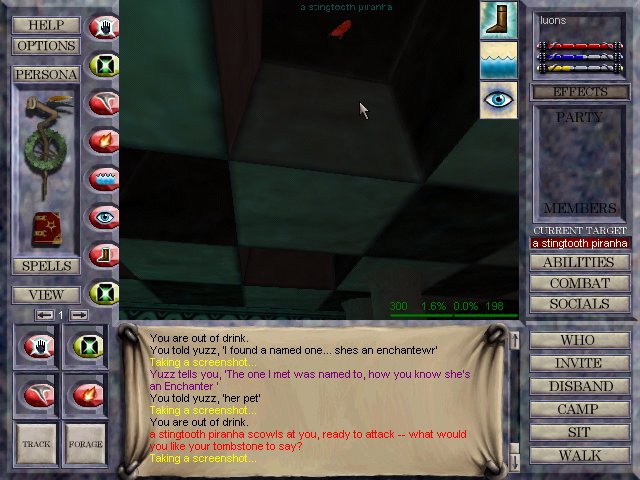 HELP
OPTIONS
PERSONA
SPELLS
VIEW
1
TRACK
FORAGE
a stingtooth piranha
300 1.6% 0.0% 198
luons
EFFECTS
PARTY
MEMBERS
CURRENT TARGET
a stingtooth piranha
ABILITIES
COMBAT
SOCIALS
You are out of drink.
You told yuzz, 'I found a named one... shes an enchantewr'
Taking a screenshot...
Yuzz tells you, 'The one I met was named to, how you know she's
an Enchanter '
You told yuzz, 'her pet'
Taking a screenshot...
You are out of drink.
a stingtooth piranha scowls at you, ready to attack -- what would
you like your tombstone to say?
Taking a screenshot...
WHO
INVITE
DISBAND
CAMP
SIT
WALK